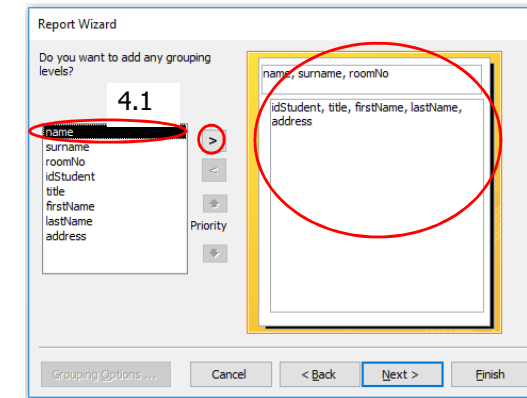 Report Wizard
Do you want to add any grouping
levels?
4.1
name
surname
roomNo
idStudent
title
firstName
lastName
address
>
<
Priority
name, surname, roomNo
idStudent, title, firstName, lastName,
address
Grouping Options ...
Cancel
< Back
Next >
Finish